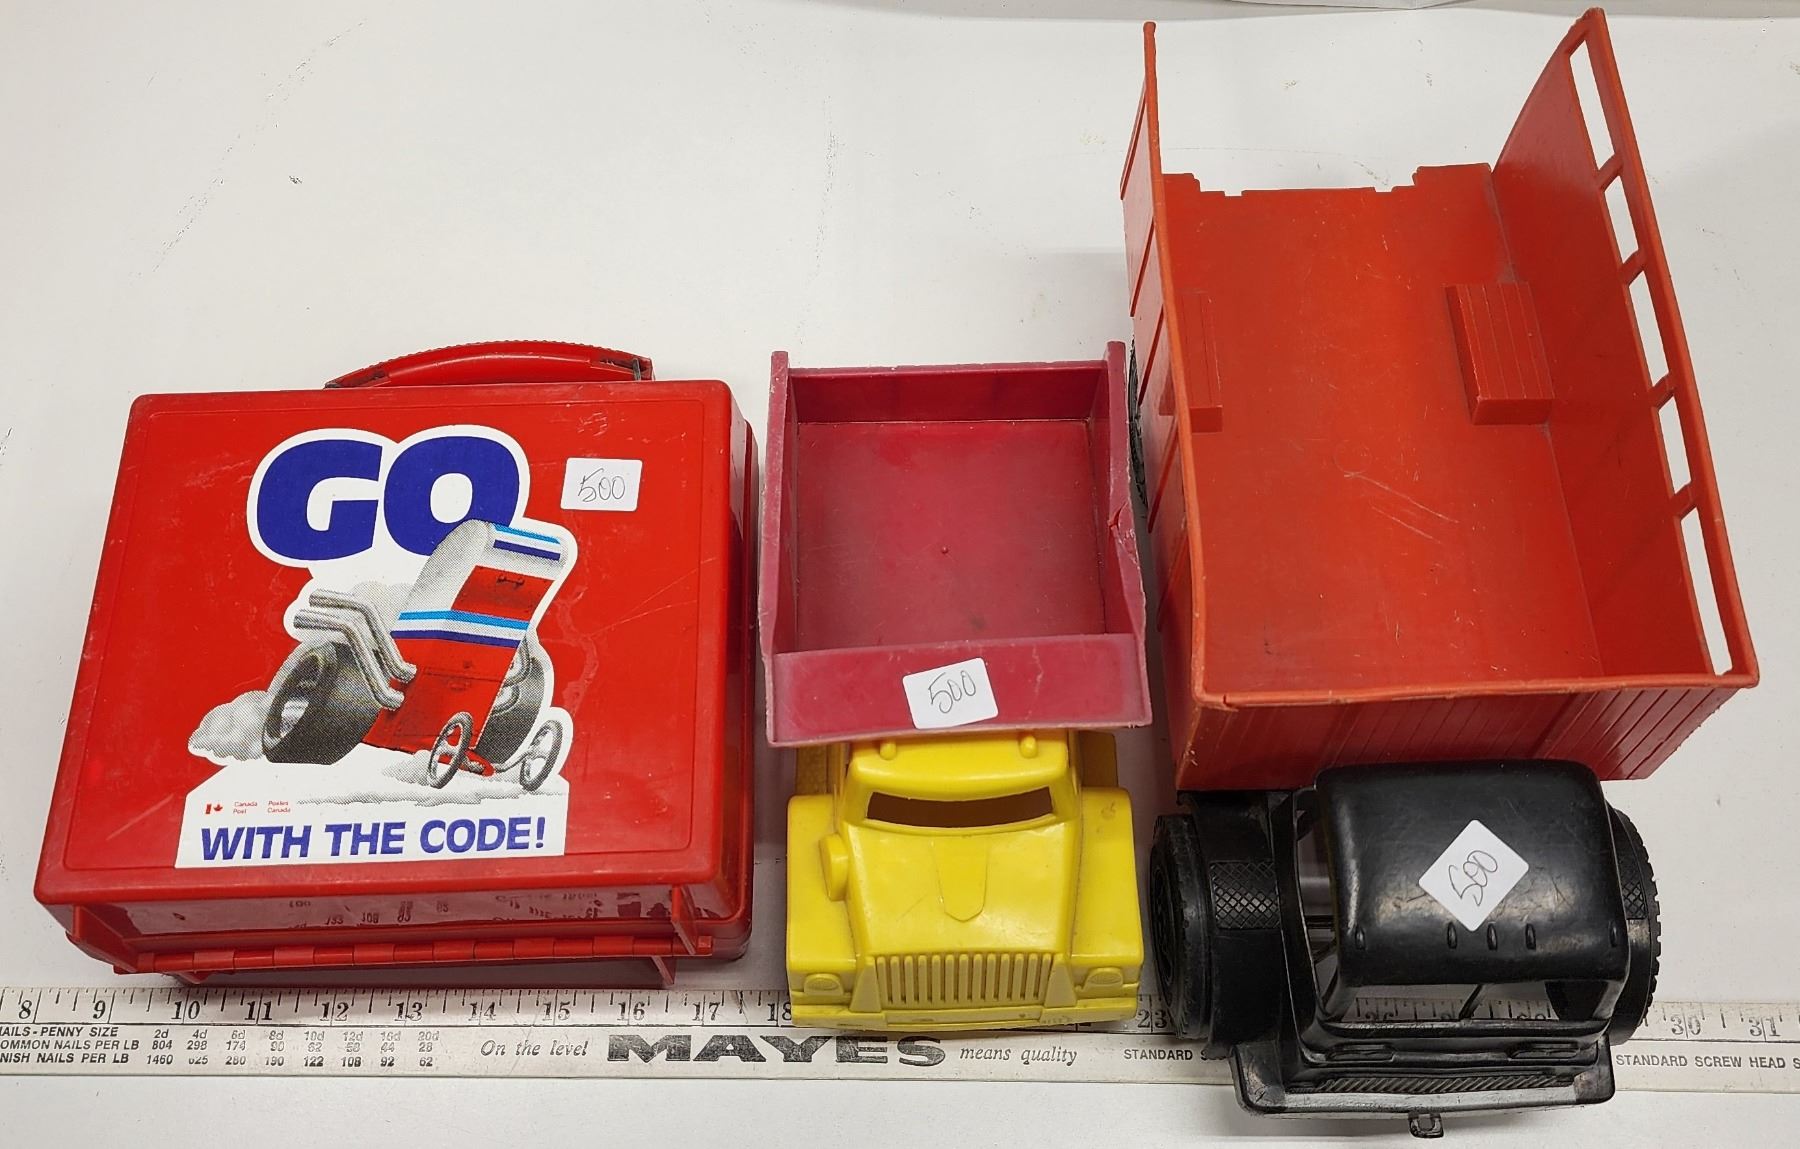 GO
500
Canada Post
Postes Canada
WITH THE CODE!
500
500
8 9 10 11 12 13 14 15 16 17 18 23 30 31
NAILS-PENNY SIZE 2d 4d 6d 8d 10d 12d 16d 20d
COMMON NAILS PER LB 804 298 174 90 62 50 44 28
NISH NAILS PER LB 1460 625 280 190 122 108 92 62
On the level MAYES means quality
STANDARD
STANDARD SCREW HEAD S